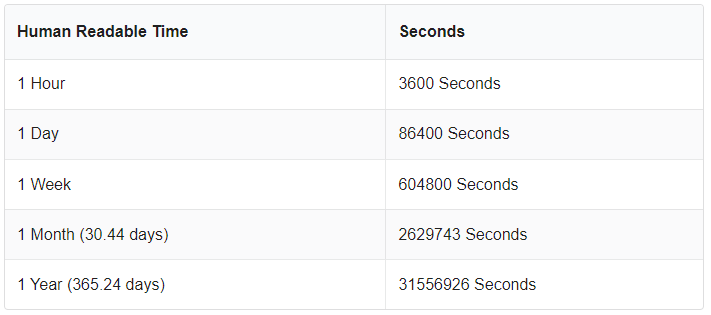 Human Readable Time Seconds
1 Hour 3600 Seconds
1 Day 86400 Seconds
1 Week 604800 Seconds
1 Month (30.44 days) 2629743 Seconds
1 Year (365.24 days) 31556926 Seconds